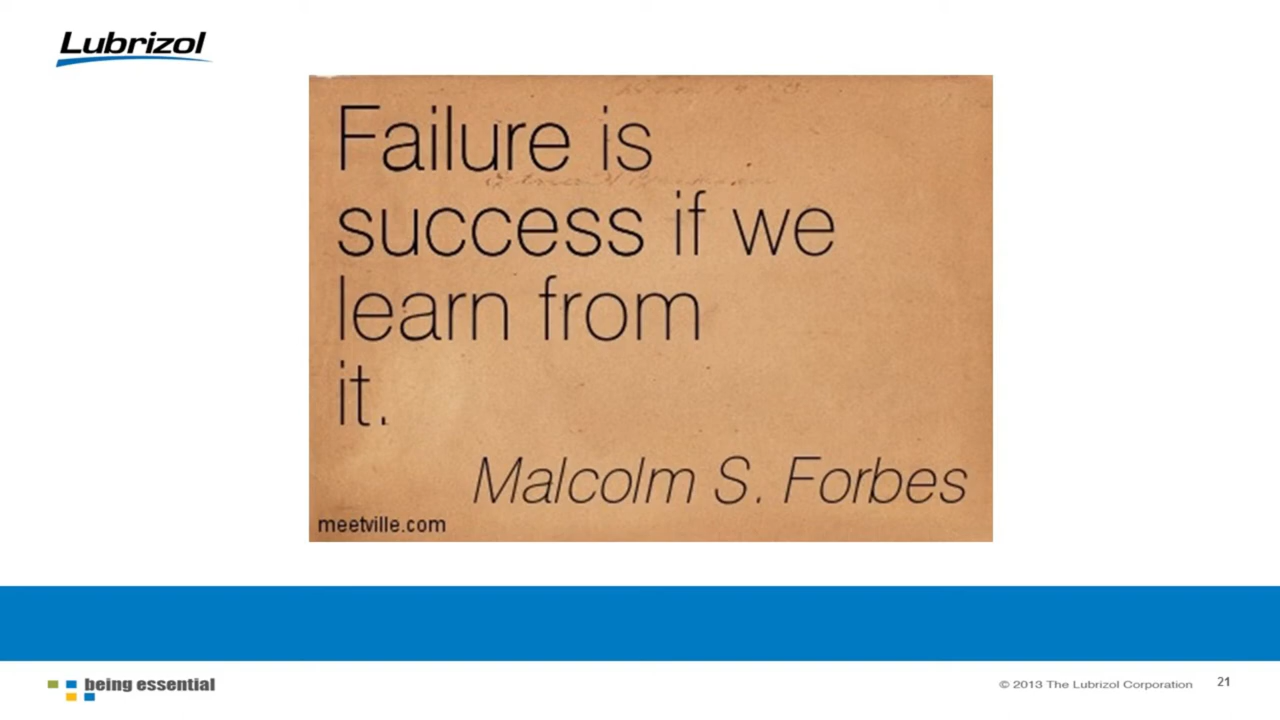 Lubrizol
Failure is
success if we
learn from
it.
Malcolm S. Forbes
meetville.com
being essential
© 2013 The Lubrizol Corporation
21